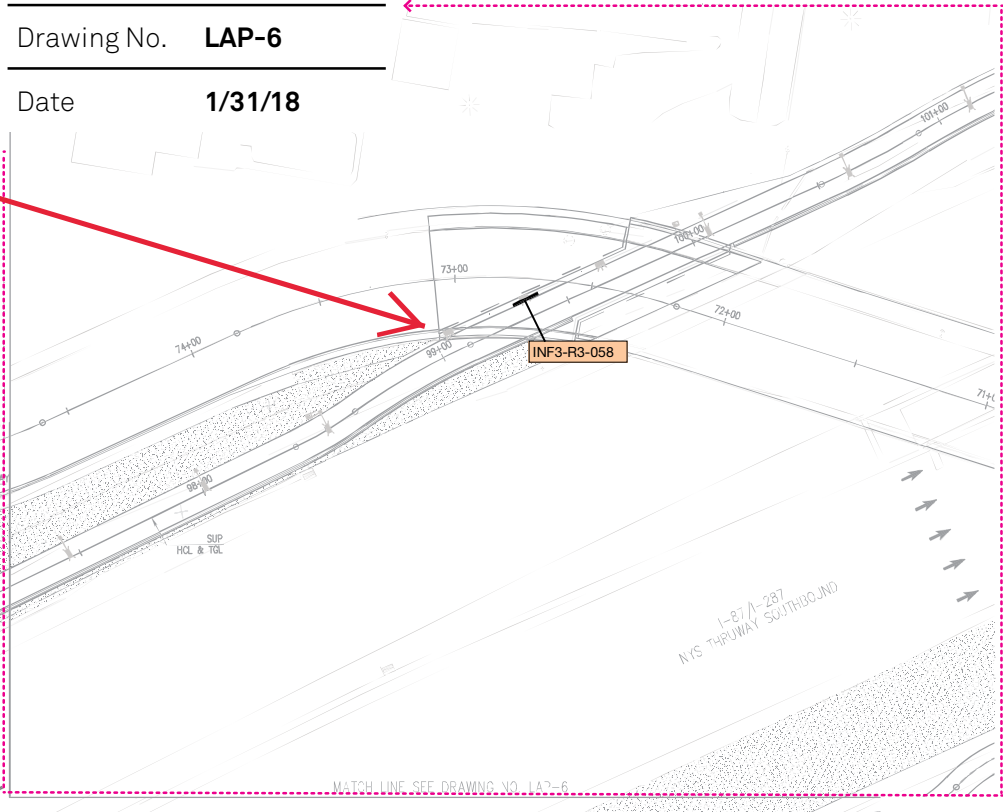 Drawing No. LAP-6
Date 1/31/18
101+00
100+00
73+00
72+00
74+00
99+00
INF3-R3-058
71+0
98+00
SUP
HCL & TGL
I-87/I-287
NYS THRUWAY SOUTHBOUND
MATCH LINE SEE DRAWING NO. LAP-6